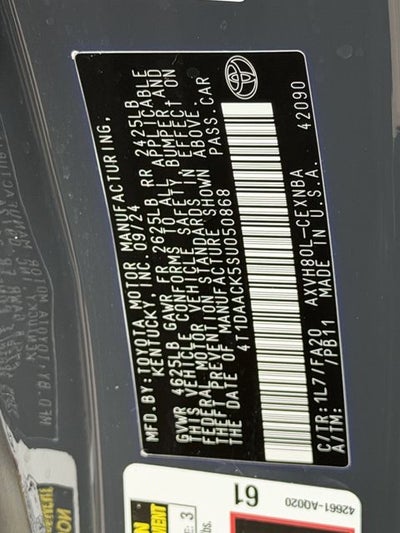 MFD.BY:TOYOTA MOTOR MANUFACTURING,
KENTUCKY, INC. 09/24
GVWR 4625LB GAWR FR 2625LB RR 2425LB
THIS VEHICLE CONFORMS TO ALL APPLICABLE
FEDERAL MOTOR VEHICLE SAFETY, BUMPER, AND
THEFT PREVENTION STANDARDS IN EFFECT ON
THE DATE OF MANUFACTURE SHOWN ABOVE.
4T1DAACK5SU050868 PASS.CAR
C/TR:1L7/FA20 AXVH80L-CEXNBA 42090
A/TM: /PB11 MADE IN U.S.A.
61
42661-AQ020